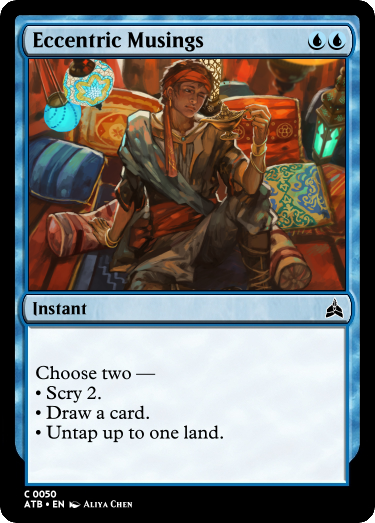 Eccentric Musings
Instant
Choose two —
• Scry 2.
• Draw a card.
• Untap up to one land.
C 0050
ATB • EN Aliya Chen